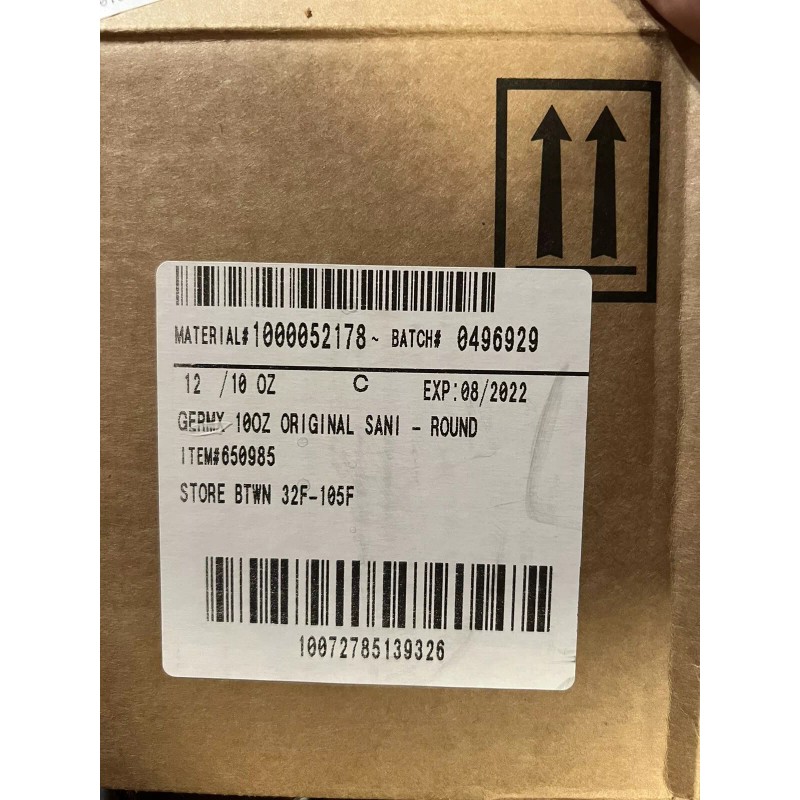 MATERIAL#1000052178~ BATCH# 0496929
12 /10 OZ C EXP:08/2022
GERMX 10OZ ORIGINAL SANI - ROUND
ITEM#650985
STORE BTWN 32F-105F
10072785139326